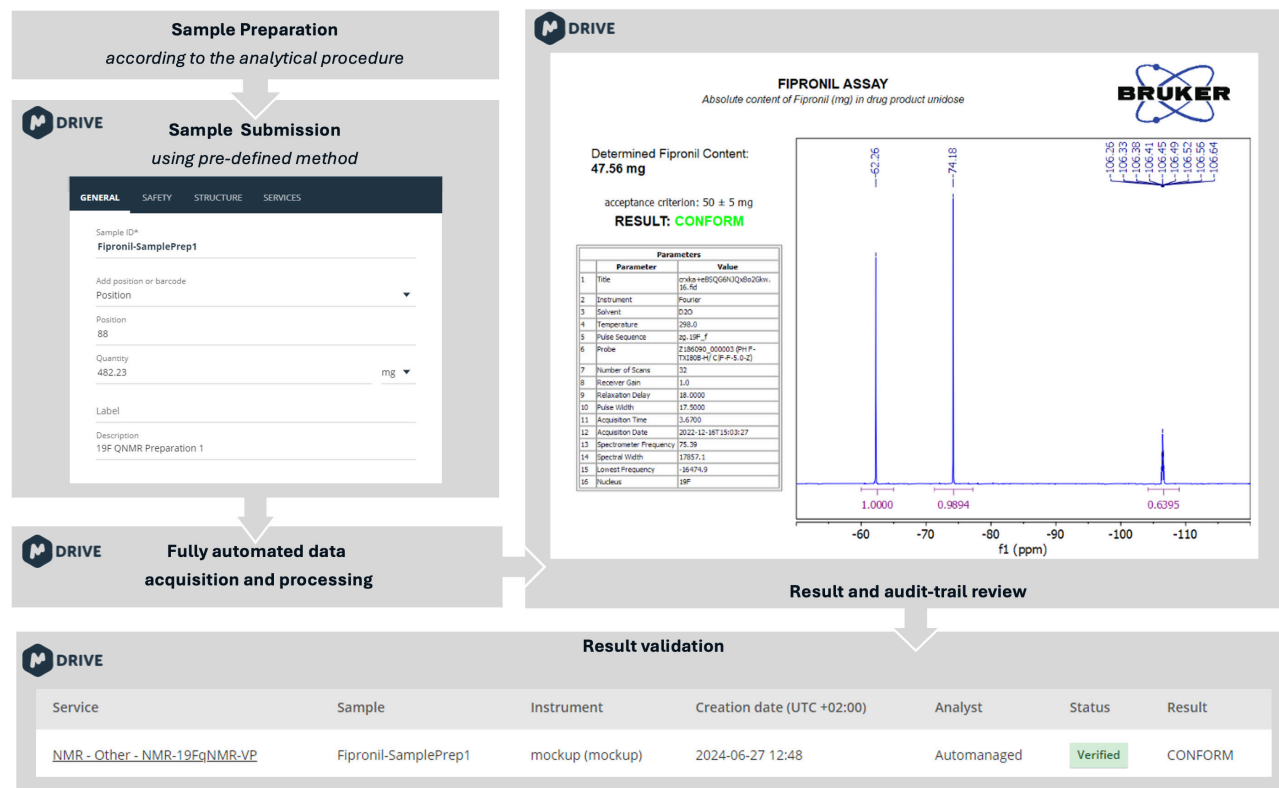 Sample Preparation
according to the analytical procedure
DRIVE
Sample Submission
using pre-defined method
GENERAL SAFETY STRUCTURE SERVICES
Sample ID*
Fipronil-SamplePrep1
Add position or barcode
Position
Position
88
Quantity
482.23 mg
Label
Description
19F QNMR Preparation 1
DRIVE
Fully automated data
acquisition and processing
DRIVE
FIPRONIL ASSAY
Absolute content of Fipronil (mg) in drug product unidose
BRUKER
Determined Fipronil Content:
47.56 mg
acceptance criterion: 50 ± 5 mg
RESULT: CONFORM
Parameters
Parameter Value
1 Title crxka+eBSQG6NJQxBo2Gkw.
16.fid
2 Instrument Fourier
3 Solvent D2O
4 Temperature 298.0
5 Pulse Sequence zg.19F_f
6 Probe Z186090_000003 (PH F-
TXI80B-H/ C|F-F-5.0-Z)
7 Number of Scans 32
8 Receiver Gain 1.0
9 Relaxation Delay 18.0000
10 Pulse Width 17.5000
11 Acquisition Time 3.6700
12 Acquisition Date 2022-12-16T15:03:27
13 Spectrometer Frequency 75.39
14 Spectral Width 17857.1
15 Lowest Frequency -16474.9
16 Nucleus 19F
-62.26
-74.18
-106.26
-106.33
-106.38
-106.41
-106.45
-106.49
-106.52
-106.56
-106.64
1.0000 0.9894 0.6395
-60 -70 -80 -90 -100 -110
f1 (ppm)
Result and audit-trail review
Result validation
DRIVE
Service Sample Instrument Creation date (UTC +02:00) Analyst Status Result
NMR - Other - NMR-19FqNMR-VP Fipronil-SamplePrep1 mockup (mockup) 2024-06-27 12:48 Automanaged Verified CONFORM